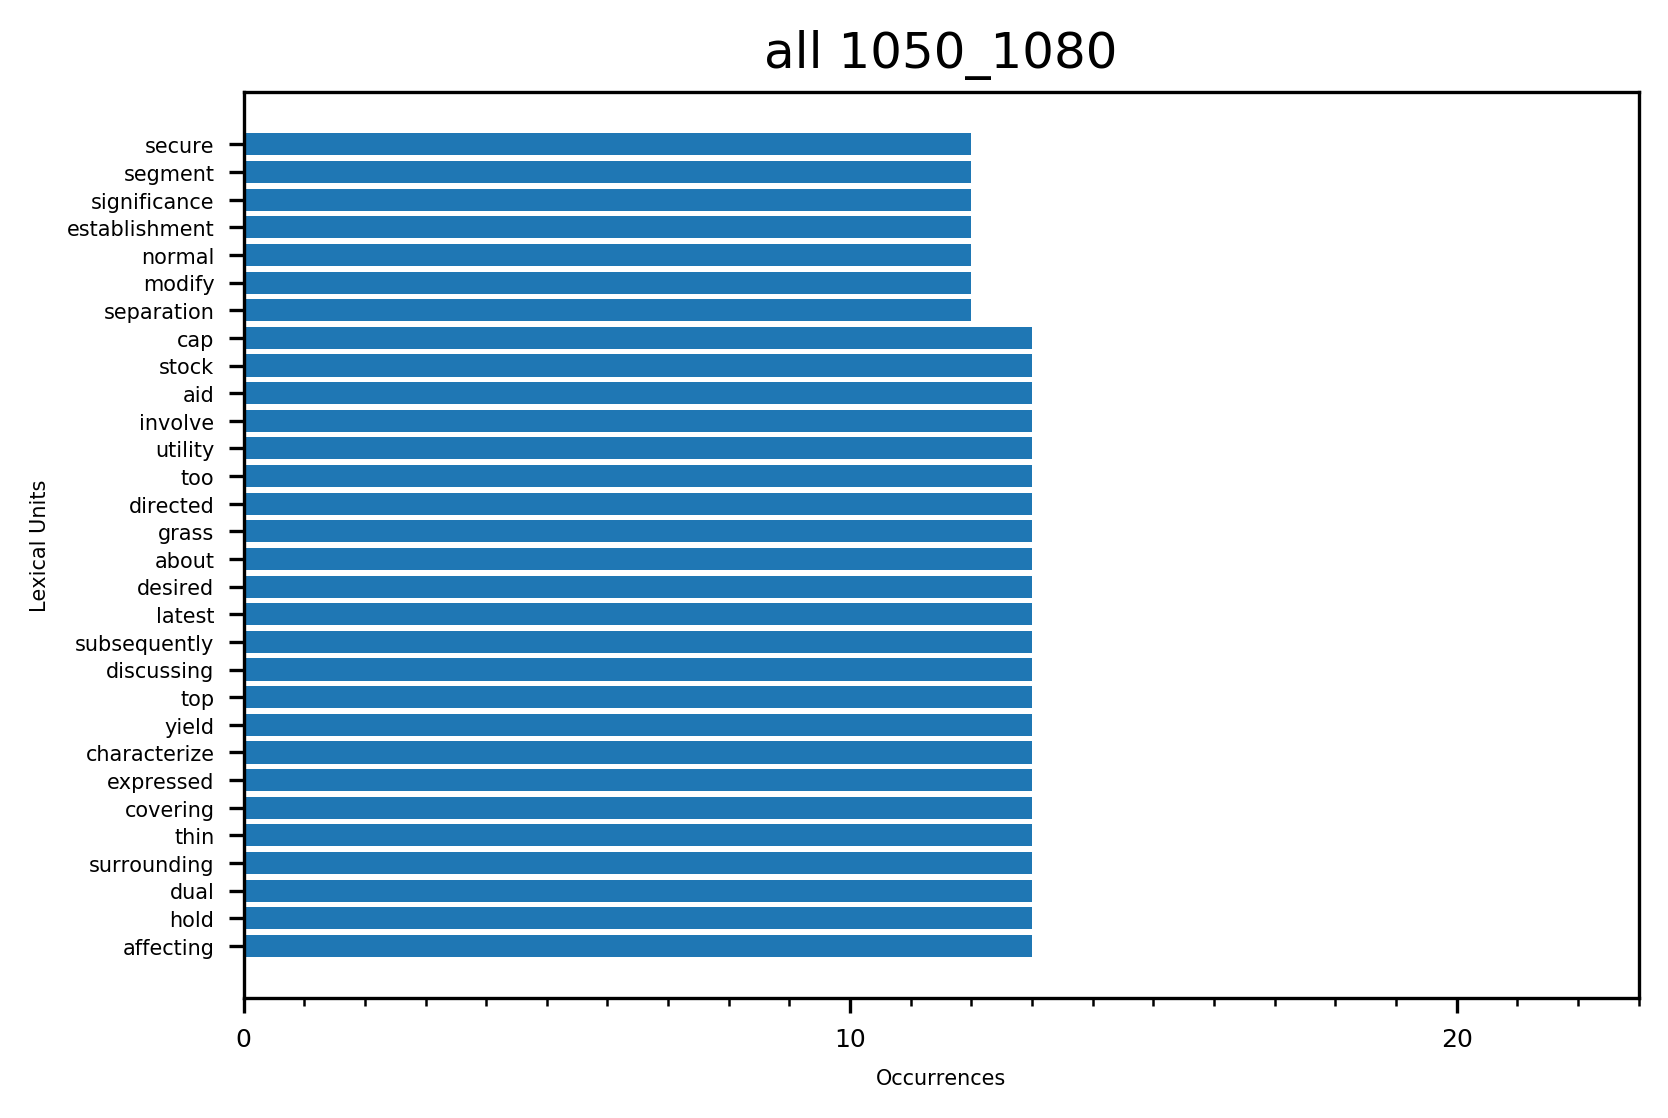 all 1050_1080
secure
segment
significance
establishment
normal
modify
separation
cap
stock
aid
involve
utility
too
directed
grass
about
desired
latest
subsequently
discussing
top
yield
characterize
expressed
covering
thin
surrounding
dual
hold
affecting
Lexical Units
0 10 20
Occurrences